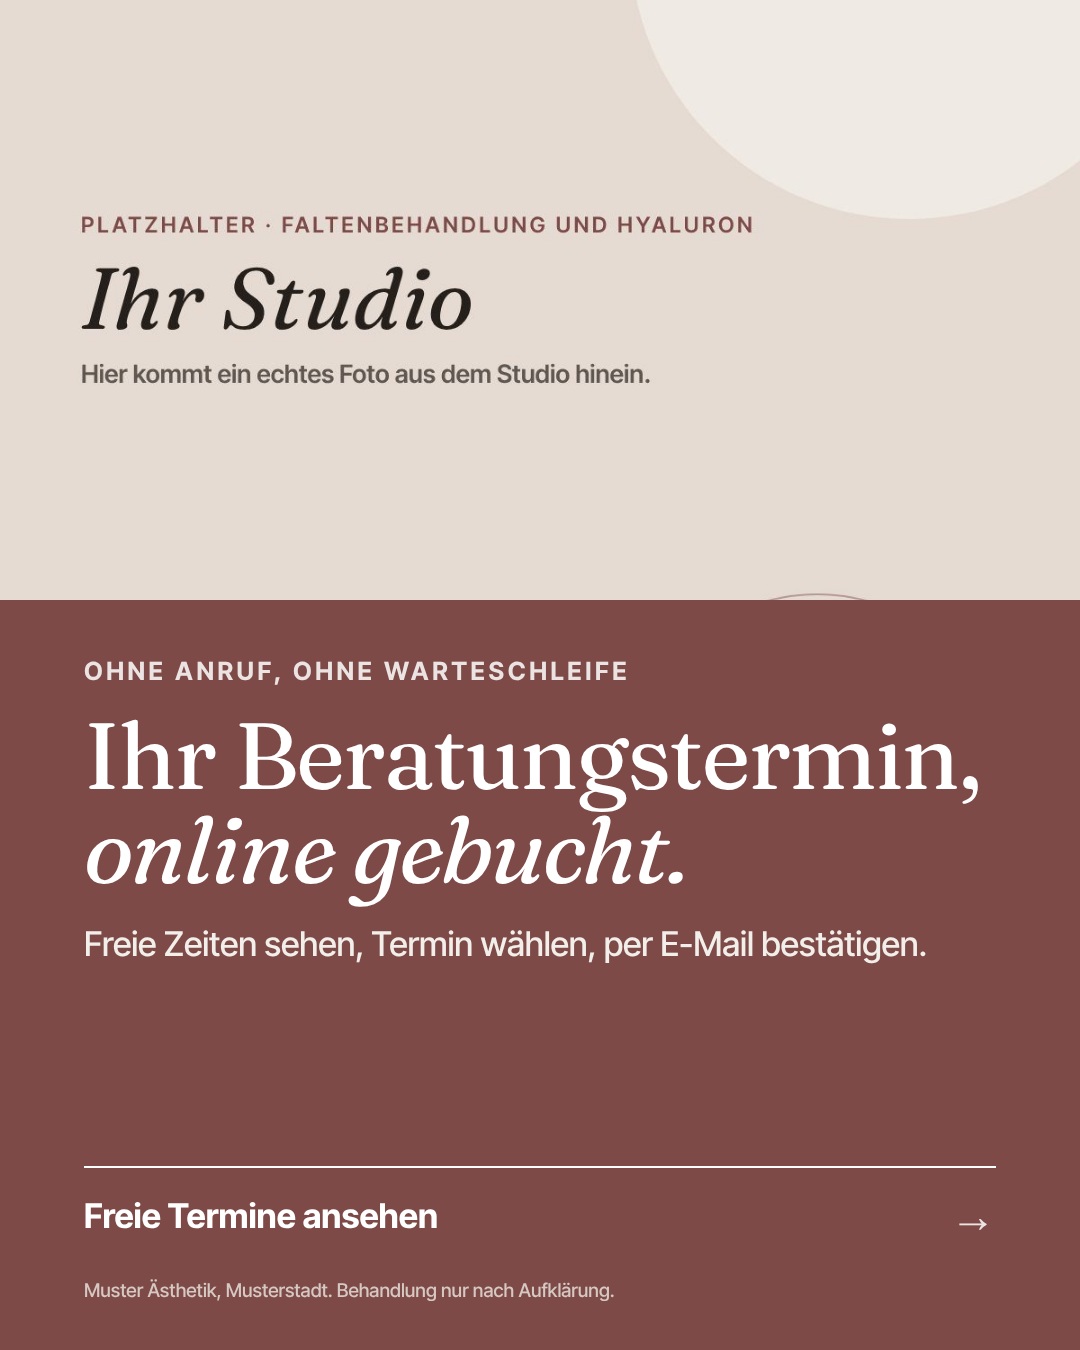 PLATZHALTER · FALTENBEHANDLUNG UND HYALURON
Ihr Studio
Hier kommt ein echtes Foto aus dem Studio hinein.
OHNE ANRUF, OHNE WARTESCHLEIFE
Ihr Beratungstermin,
online gebucht.
Freie Zeiten sehen, Termin wählen, per E-Mail bestätigen.
Freie Termine ansehen →
Muster Ästhetik, Musterstadt. Behandlung nur nach Aufklärung.